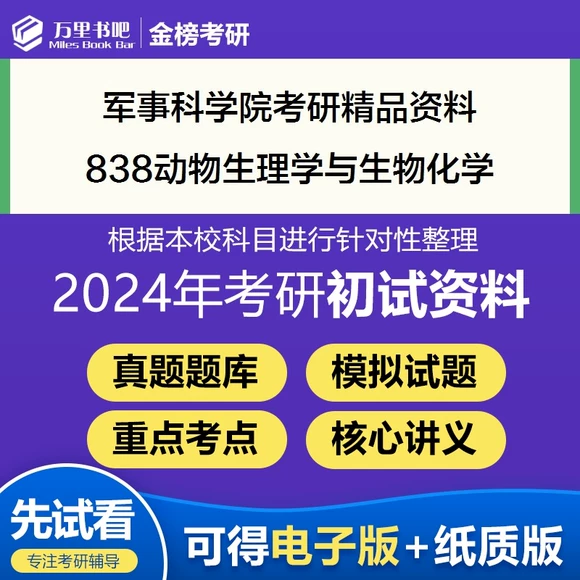 万里书吧 金榜考研
Miles Book Bar
军事科学院考研精品资料
838动物生理学与生物化学
根据本校科目进行针对性整理
2024年考研初试资料
真题题库 模拟试题
重点考点 核心讲义
先试看
专注考研辅导
可得电子版+纸质版